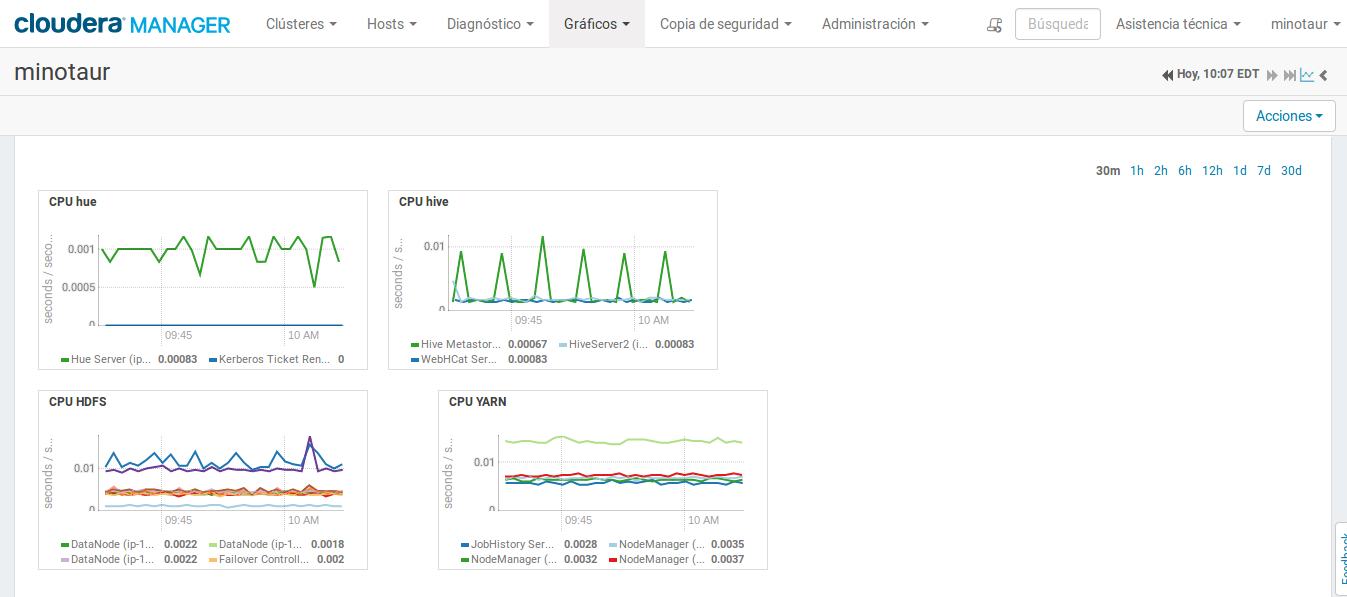 cloudera MANAGER Clústeres Hosts Diagnóstico Gráficos Copia de seguridad Administración Búsqueda Asistencia técnica minotaur
minotaur Hoy, 10:07 EDT
Acciones
30m 1h 2h 6h 12h 1d 7d 30d
CPU hue
seconds / seco...
0.001
0.0005
0
09:45 10 AM
Hue Server (ip... 0.00083 Kerberos Ticket Ren... 0
CPU hive
seconds / s...
0.01
0
09:45 10 AM
Hive Metastor... 0.00067 HiveServer2 (i... 0.00083
WebHCat Ser... 0.00083
CPU HDFS
seconds / s...
0.01
0
09:45 10 AM
DataNode (ip-1... 0.0022 DataNode (ip-1... 0.0018
DataNode (ip-1... 0.0022 Failover Controll... 0.002
CPU YARN
seconds / s...
0.01
0
09:45 10 AM
JobHistory Ser... 0.0028 NodeManager (... 0.0035
NodeManager (... 0.0032 NodeManager (... 0.0037
Feedback